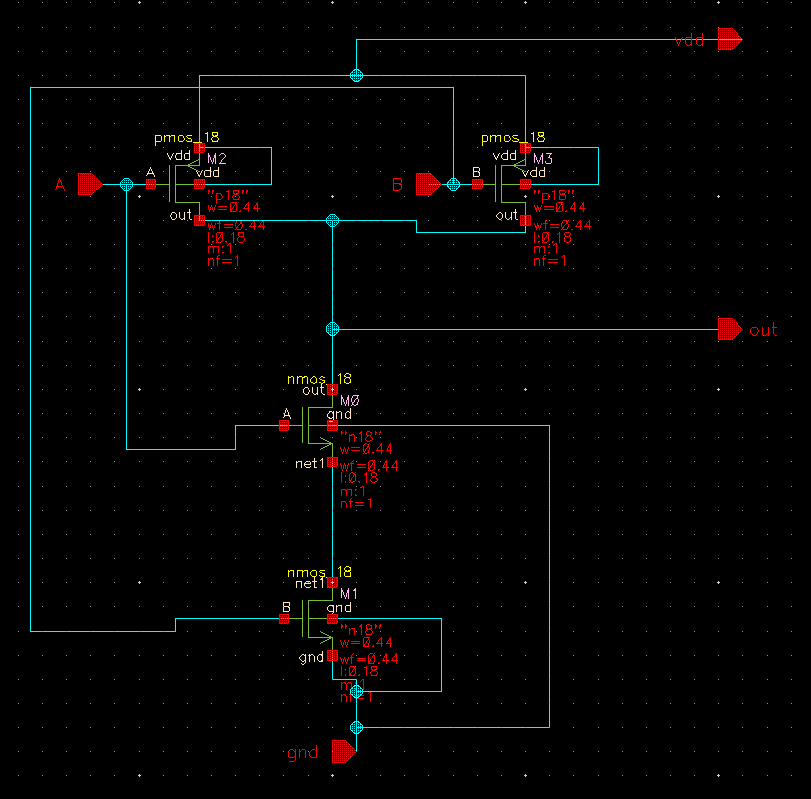 vdd
pmos_18
vdd
M2
A
A
vdd
"p18"
w=0.44
out
wf=0.44
l:0.18
m:1
nf=1
pmos_18
vdd
M3
B
B
vdd
"p18"
w=0.44
out
wf=0.44
l:0.18
m:1
nf=1
out
nmos_18
out
M0
A
gnd
"n18"
w=0.44
net1
wf=0.44
l:0.18
m:1
nf=1
nmos_18
net1
M1
B
gnd
"n18"
w=0.44
gnd
wf=0.44
l:0.18
m:1
nf=1
gnd